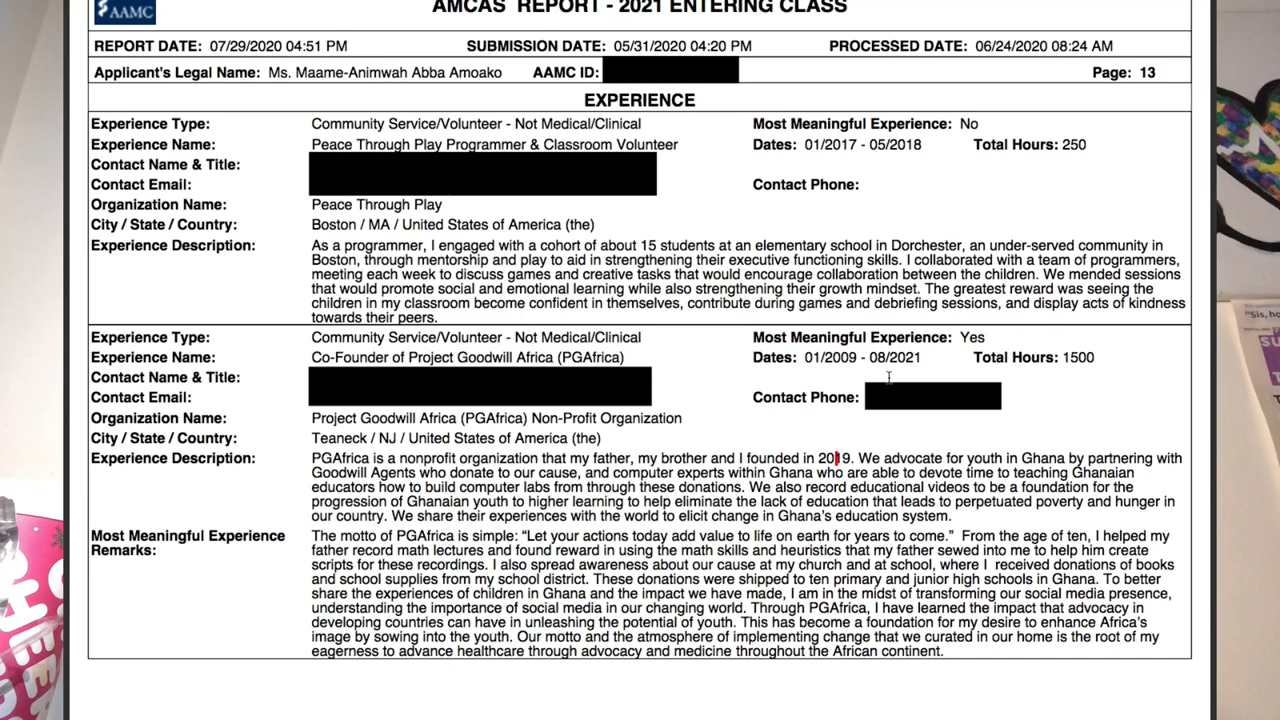 AAMC
AMCAS REPORT - 2021 ENTERING CLASS
REPORT DATE: 07/29/2020 04:51 PM SUBMISSION DATE: 05/31/2020 04:20 PM PROCESSED DATE: 06/24/2020 08:24 AM
Applicant's Legal Name: Ms. Maame-Animwah Abba Amoako AAMC ID: Page: 13
EXPERIENCE
Experience Type: Community Service/Volunteer - Not Medical/Clinical Most Meaningful Experience: No
Experience Name: Peace Through Play Programmer & Classroom Volunteer Dates: 01/2017 - 05/2018 Total Hours: 250
Contact Name & Title:
Contact Email: Contact Phone:
Organization Name: Peace Through Play
City / State / Country: Boston / MA / United States of America (the)
Experience Description: As a programmer, I engaged with a cohort of about 15 students at an elementary school in Dorchester, an under-served community in
Boston, through mentorship and play to aid in strengthening their executive functioning skills. I collaborated with a team of programmers,
meeting each week to discuss games and creative tasks that would encourage collaboration between the children. We mended sessions
that would promote social and emotional learning while also strengthening their growth mindset. The greatest reward was seeing the
children in my classroom become confident in themselves, contribute during games and debriefing sessions, and display acts of kindness
towards their peers.
Experience Type: Community Service/Volunteer - Not Medical/Clinical Most Meaningful Experience: Yes
Experience Name: Co-Founder of Project Goodwill Africa (PGAfrica) Dates: 01/2009 - 08/2021 Total Hours: 1500
Contact Name & Title:
Contact Email: Contact Phone:
Organization Name: Project Goodwill Africa (PGAfrica) Non-Profit Organization
City / State / Country: Teaneck / NJ / United States of America (the)
Experience Description: PGAfrica is a nonprofit organization that my father, my brother and I founded in 2019. We advocate for youth in Ghana by partnering with
Goodwill Agents who donate to our cause, and computer experts within Ghana who are able to devote time to teaching Ghanaian
educators how to build computer labs from through these donations. We also record educational videos to be a foundation for the
progression of Ghanaian youth to higher learning to help eliminate the lack of education that leads to perpetuated poverty and hunger in
our country. We share their experiences with the world to elicit change in Ghana's education system.
Most Meaningful Experience Remarks: The motto of PGAfrica is simple: “Let your actions today add value to life on earth for years to come.” From the age of ten, I helped my
father record math lectures and found reward in using the math skills and heuristics that my father sewed into me to help him create
scripts for these recordings. I also spread awareness about our cause at my church and at school, where I received donations of books
and school supplies from my school district. These donations were shipped to ten primary and junior high schools in Ghana. To better
share the experiences of children in Ghana and the impact we have made, I am in the midst of transforming our social media presence,
understanding the importance of social media in our changing world. Through PGAfrica, I have learned the impact that advocacy in
developing countries can have in unleashing the potential of youth. This has become a foundation for my desire to enhance Africa's
image by sowing into the youth. Our motto and the atmosphere of implementing change that we curated in our home is the root of my
eagerness to advance healthcare through advocacy and medicine throughout the African continent.
"Sis,